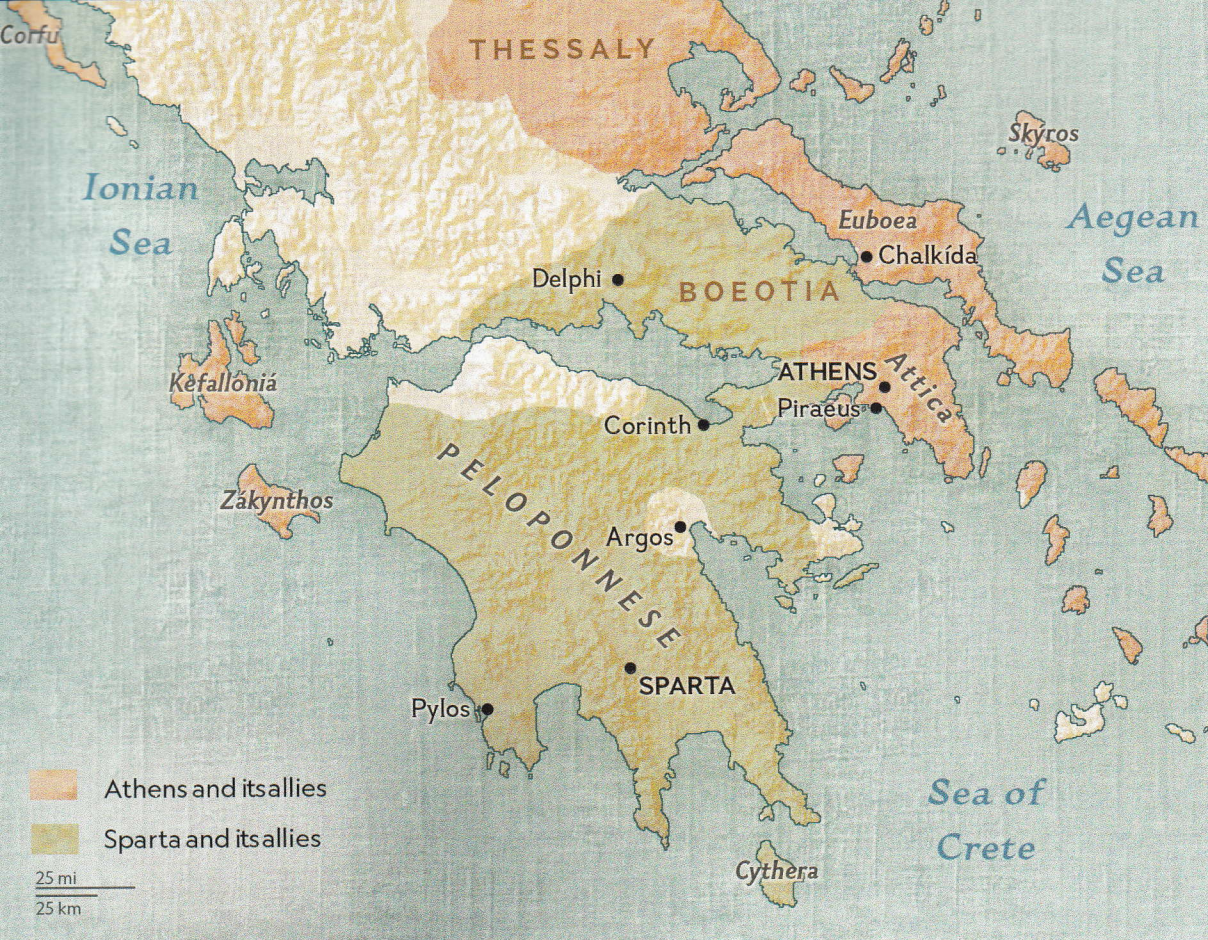 Corfu
THESSALY
Skýros
Ionian
Sea
Aegean
Sea
Euboea
Chalkída
Delphi
BOEOTIA
ATHENS
Attica
Kefalloniá
Piraeus
Corinth
PELOPONNESE
Zákynthos
Argos
SPARTA
Pylos
Athens and its allies
Sparta and its allies
Sea of
Crete
Cythera
25 mi
25 km